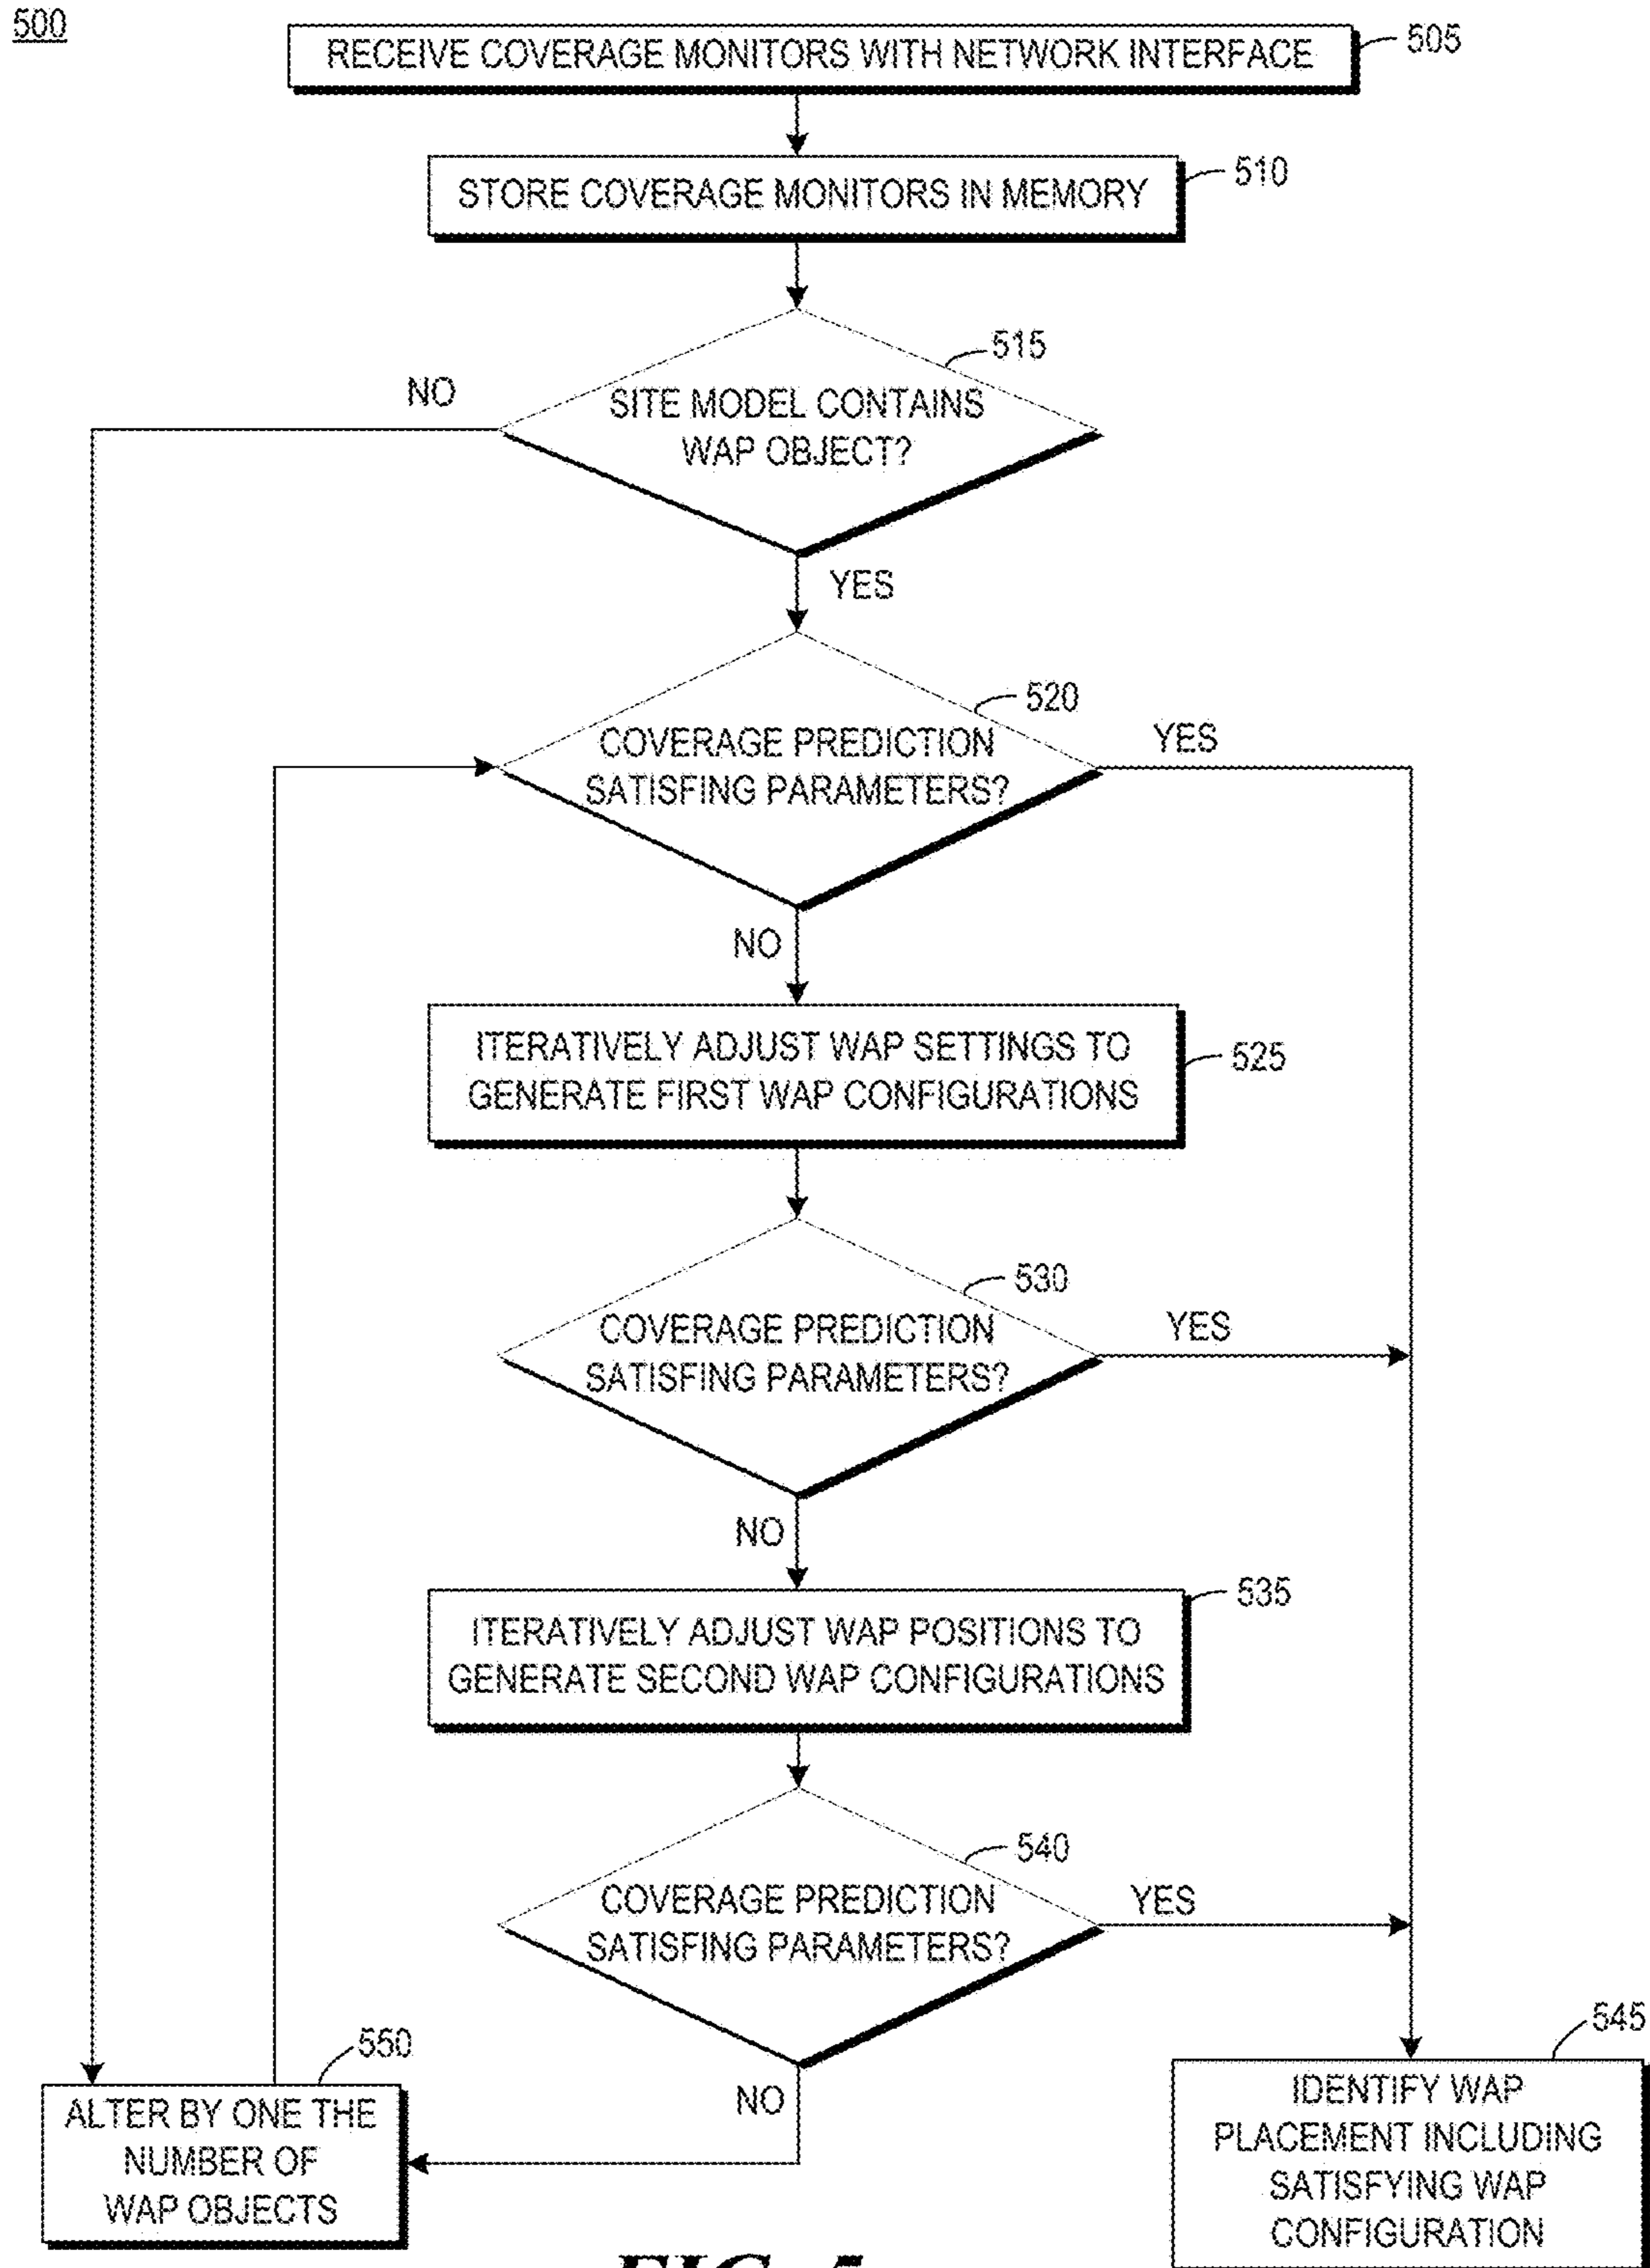 500
RECEIVE COVERAGE MONITORS WITH NETWORK INTERFACE
505
STORE COVERAGE MONITORS IN MEMORY
510
515
NO
SITE MODEL CONTAINS
WAP OBJECT?
YES
520
COVERAGE PREDICTION
SATISFING PARAMETERS?
YES
NO
ITERATIVELY ADJUST WAP SETTINGS TO
GENERATE FIRST WAP CONFIGURATIONS
525
530
COVERAGE PREDICTION
SATISFING PARAMETERS?
YES
NO
535
ITERATIVELY ADJUST WAP POSITIONS TO
GENERATE SECOND WAP CONFIGURATIONS
540
COVERAGE PREDICTION
SATISFING PARAMETERS?
YES
NO
550
ALTER BY ONE THE
NUMBER OF
WAP OBJECTS
545
IDENTIFY WAP
PLACEMENT INCLUDING
SATISFYING WAP
CONFIGURATION